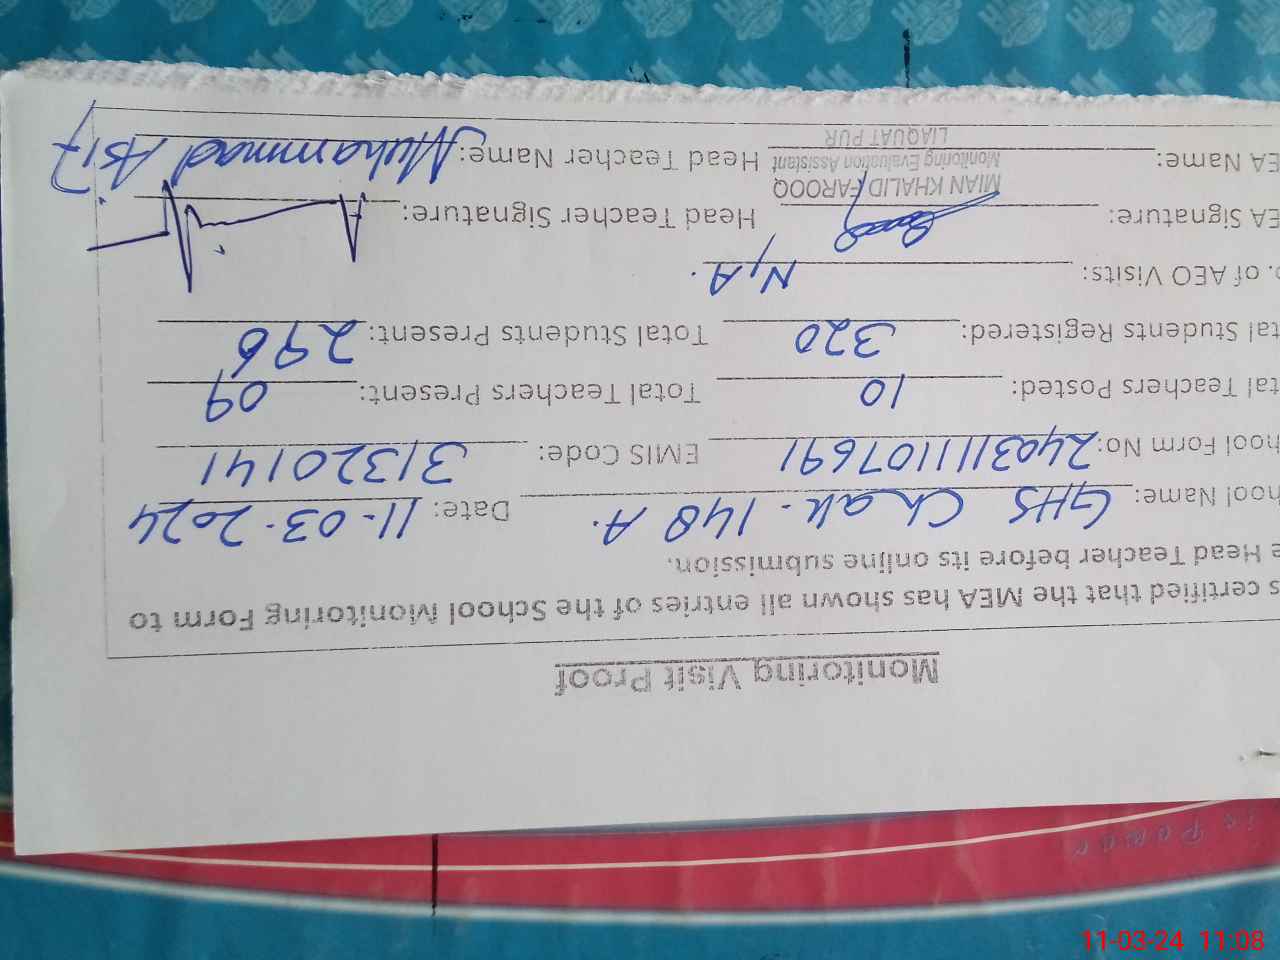 Monitoring Visit Proof
s certified that the MEA has shown all entries of the School Monitoring Form to
e Head Teacher before its online submission.
hool Name: GHS Chak-148 A. Date: 11-03-2024
hool Form No: 2403111107691 EMIS Code: 31320141
tal Teachers Posted: 10 Total Teachers Present: 09
tal Students Registered: 320 Total Students Present: 296
o. of AEO Visits: N/A.
EA Signature: Head Teacher Signature:
MIAN KHALID FAROOQ
Monitoring Evaluation Assistant
LIAQUAT PUR
EA Name: Head Teacher Name: Muhammad Asif
11-03-24 11:08